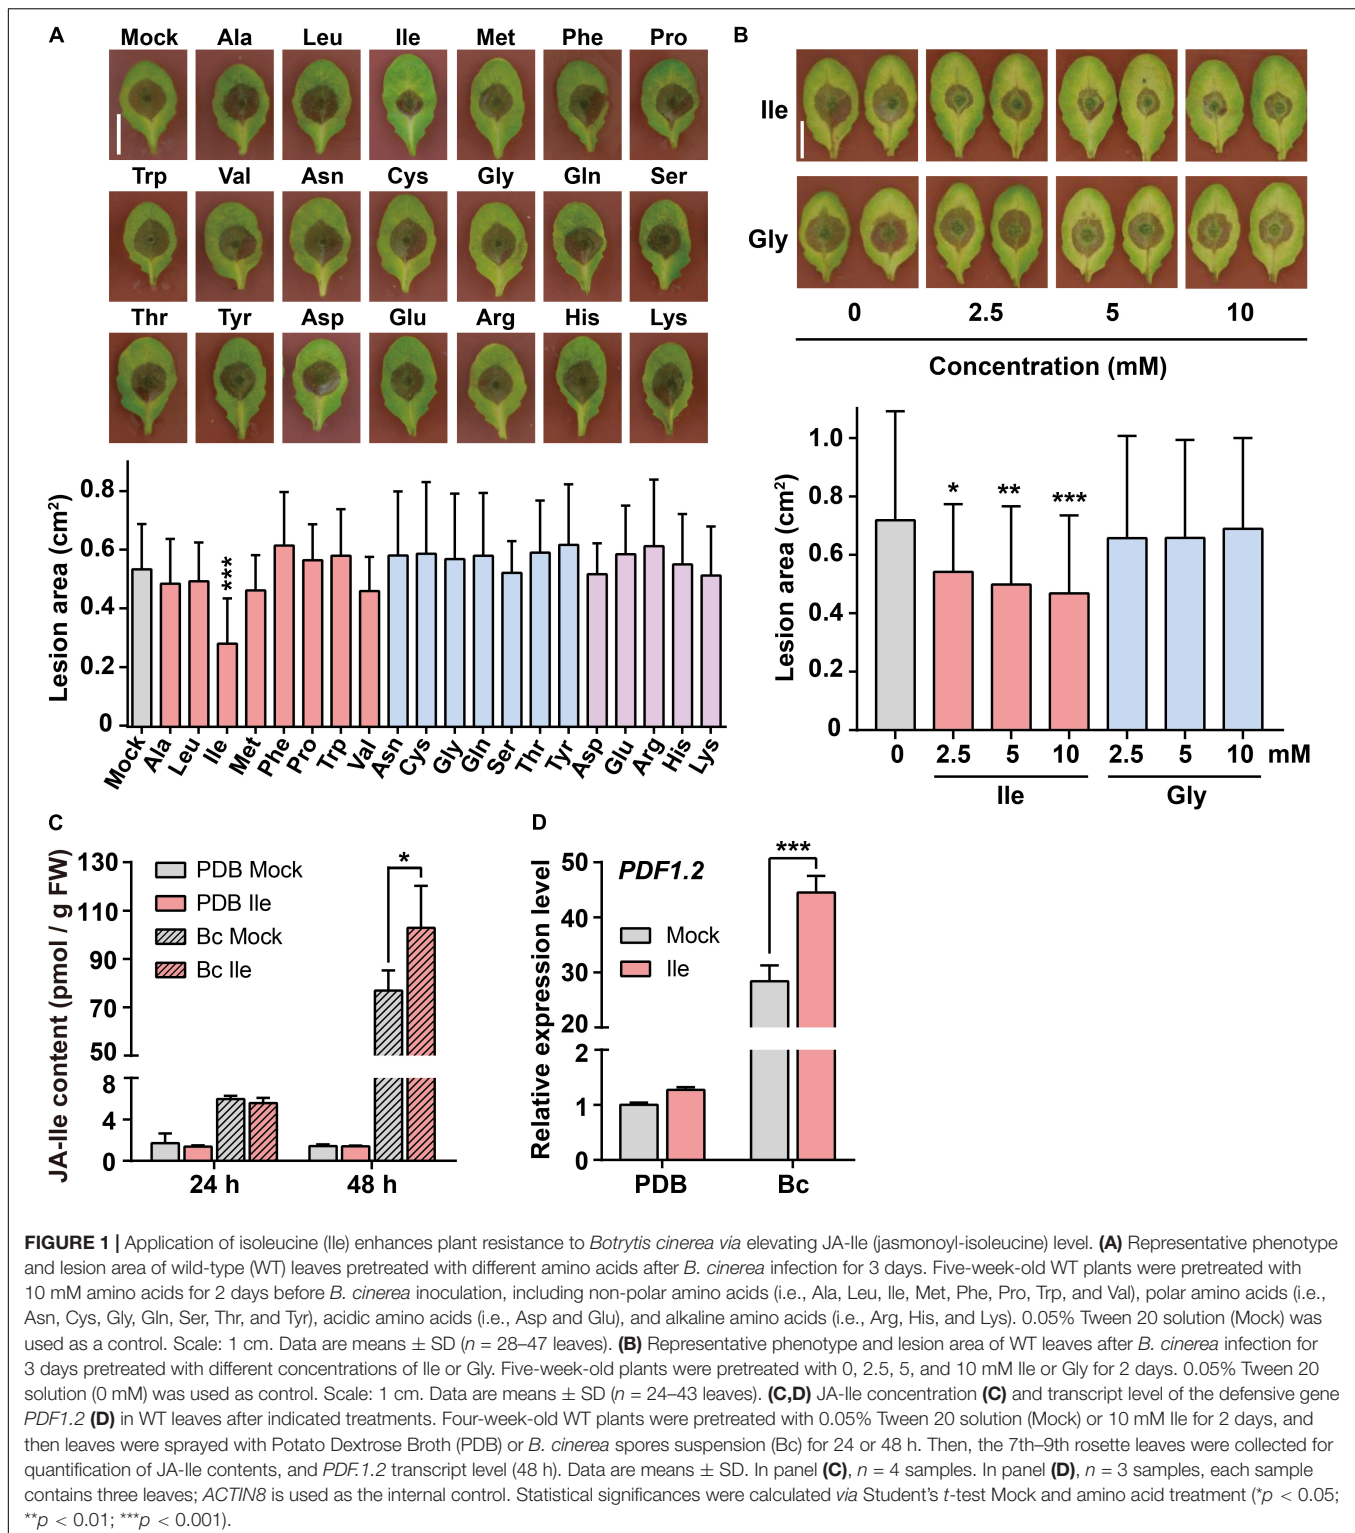 A
Mock Ala Leu Ile Met Phe Pro
Trp Val Asn Cys Gly Gln Ser
Thr Tyr Asp Glu Arg His Lys
Lesion area (cm²)
0.8
0.6
0.4
0.2
0
***
Mock Ala Leu Ile Met Phe Pro Trp Val Asn Cys Gly Gln Ser Thr Tyr Asp Glu Arg His Lys
B
Ile
Gly
0 2.5 5 10
Concentration (mM)
Lesion area (cm²)
1.0
0.8
0.6
0.4
0.2
0
* ** ***
0 2.5 5 10 2.5 5 10 mM
Ile Gly
C
JA-Ile content (pmol / g FW)
130
110
90
70
50
8
4
0
PDB Mock
PDB Ile
Bc Mock
Bc Ile
*
24 h 48 h
D
Relative expression level
50
40
30
20
2
1
0
PDF1.2
Mock
Ile
***
PDB Bc
FIGURE 1 | Application of isoleucine (Ile) enhances plant resistance to Botrytis cinerea via elevating JA-Ile (jasmonoyl-isoleucine) level. (A) Representative phenotype
and lesion area of wild-type (WT) leaves pretreated with different amino acids after B. cinerea infection for 3 days. Five-week-old WT plants were pretreated with
10 mM amino acids for 2 days before B. cinerea inoculation, including non-polar amino acids (i.e., Ala, Leu, Ile, Met, Phe, Pro, Trp, and Val), polar amino acids (i.e.,
Asn, Cys, Gly, Gln, Ser, Thr, and Tyr), acidic amino acids (i.e., Asp and Glu), and alkaline amino acids (i.e., Arg, His, and Lys). 0.05% Tween 20 solution (Mock) was
used as a control. Scale: 1 cm. Data are means ± SD (n = 28–47 leaves). (B) Representative phenotype and lesion area of WT leaves after B. cinerea infection for
3 days pretreated with different concentrations of Ile or Gly. Five-week-old plants were pretreated with 0, 2.5, 5, and 10 mM Ile or Gly for 2 days. 0.05% Tween 20
solution (0 mM) was used as control. Scale: 1 cm. Data are means ± SD (n = 24–43 leaves). (C,D) JA-Ile concentration (C) and transcript level of the defensive gene
PDF1.2 (D) in WT leaves after indicated treatments. Four-week-old WT plants were pretreated with 0.05% Tween 20 solution (Mock) or 10 mM Ile for 2 days, and
then leaves were sprayed with Potato Dextrose Broth (PDB) or B. cinerea spores suspension (Bc) for 24 or 48 h. Then, the 7th–9th rosette leaves were collected for
quantification of JA-Ile contents, and PDF.1.2 transcript level (48 h). Data are means ± SD. In panel (C), n = 4 samples. In panel (D), n = 3 samples, each sample
contains three leaves; ACTIN8 is used as the internal control. Statistical significances were calculated via Student's t-test Mock and amino acid treatment (*p < 0.05;
**p < 0.01; ***p < 0.001).